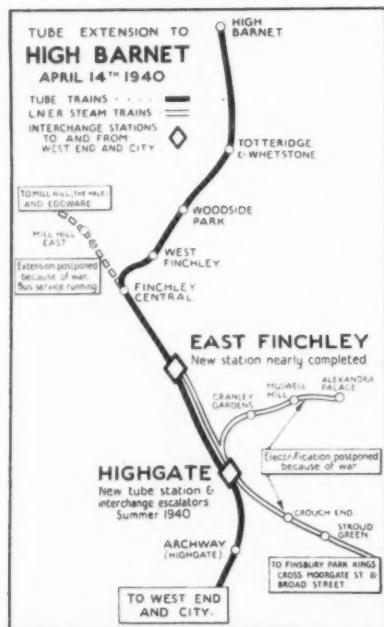 TUBE EXTENSION TO
HIGH BARNET
APRIL 14TH 1940
TUBE TRAINS
LNER STEAM TRAINS
INTERCHANGE STATIONS
TO AND FROM
WEST END AND CITY
HIGH
BARNET
TOTTERIDGE
& WHETSTONE
TO MILL HILL (THE HALE)
AND EDGWARE
MILL HILL
EAST
WOODSIDE
PARK
WEST
FINCHLEY
Extension postponed
because of war.
Bus service running
FINCHLEY
CENTRAL
EAST FINCHLEY
New station nearly completed
CRANLEY
GARDENS
MUSWELL
HILL
ALEXANDRA
PALACE
Electrification postponed
because of war
HIGHGATE
New tube station &
interchange escalators
Summer 1940
CROUCH END
STROUD
GREEN
ARCHWAY
(HIGHGATE)
TO FINSBURY PARK KINGS
CROSS MOORGATE ST &
BROAD STREET
TO WEST END
AND CITY.